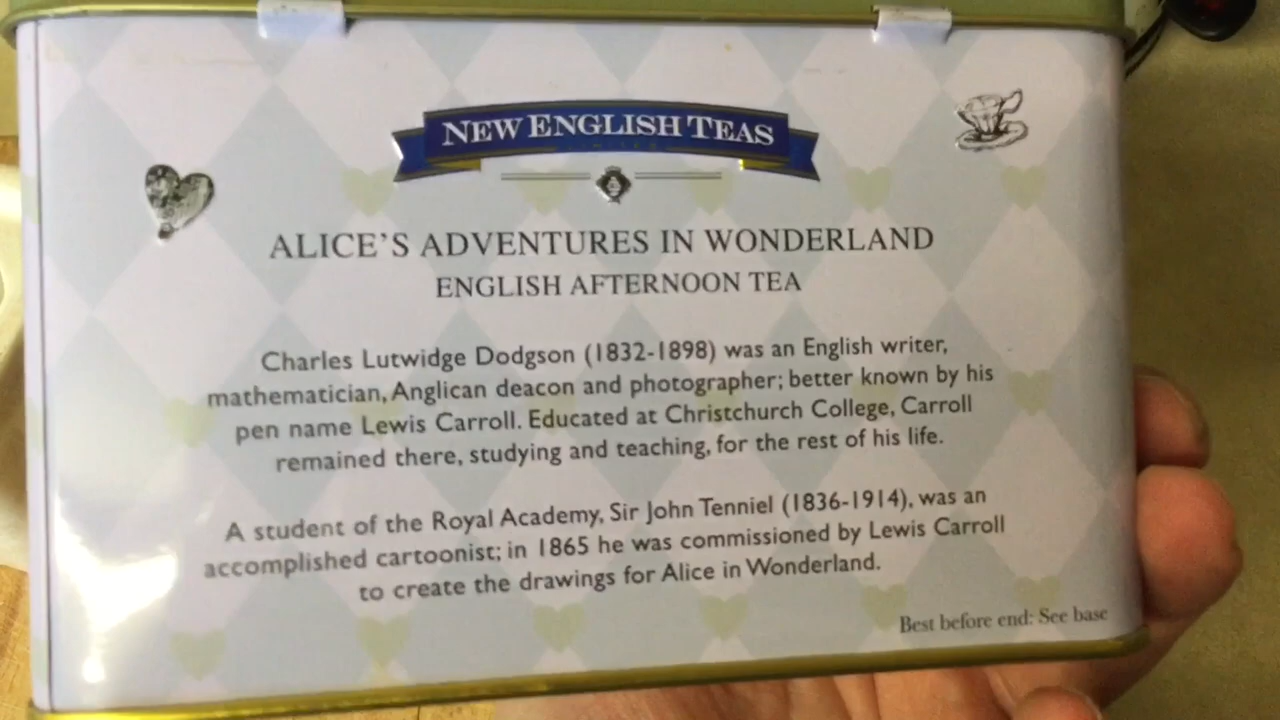 NEW ENGLISH TEAS
LIMITED
ALICE'S ADVENTURES IN WONDERLAND
ENGLISH AFTERNOON TEA
Charles Lutwidge Dodgson (1832-1898) was an English writer,
mathematician, Anglican deacon and photographer; better known by his
pen name Lewis Carroll. Educated at Christchurch College, Carroll
remained there, studying and teaching, for the rest of his life.
A student of the Royal Academy, Sir John Tenniel (1836-1914), was an
accomplished cartoonist; in 1865 he was commissioned by Lewis Carroll
to create the drawings for Alice in Wonderland.
Best before end: See base